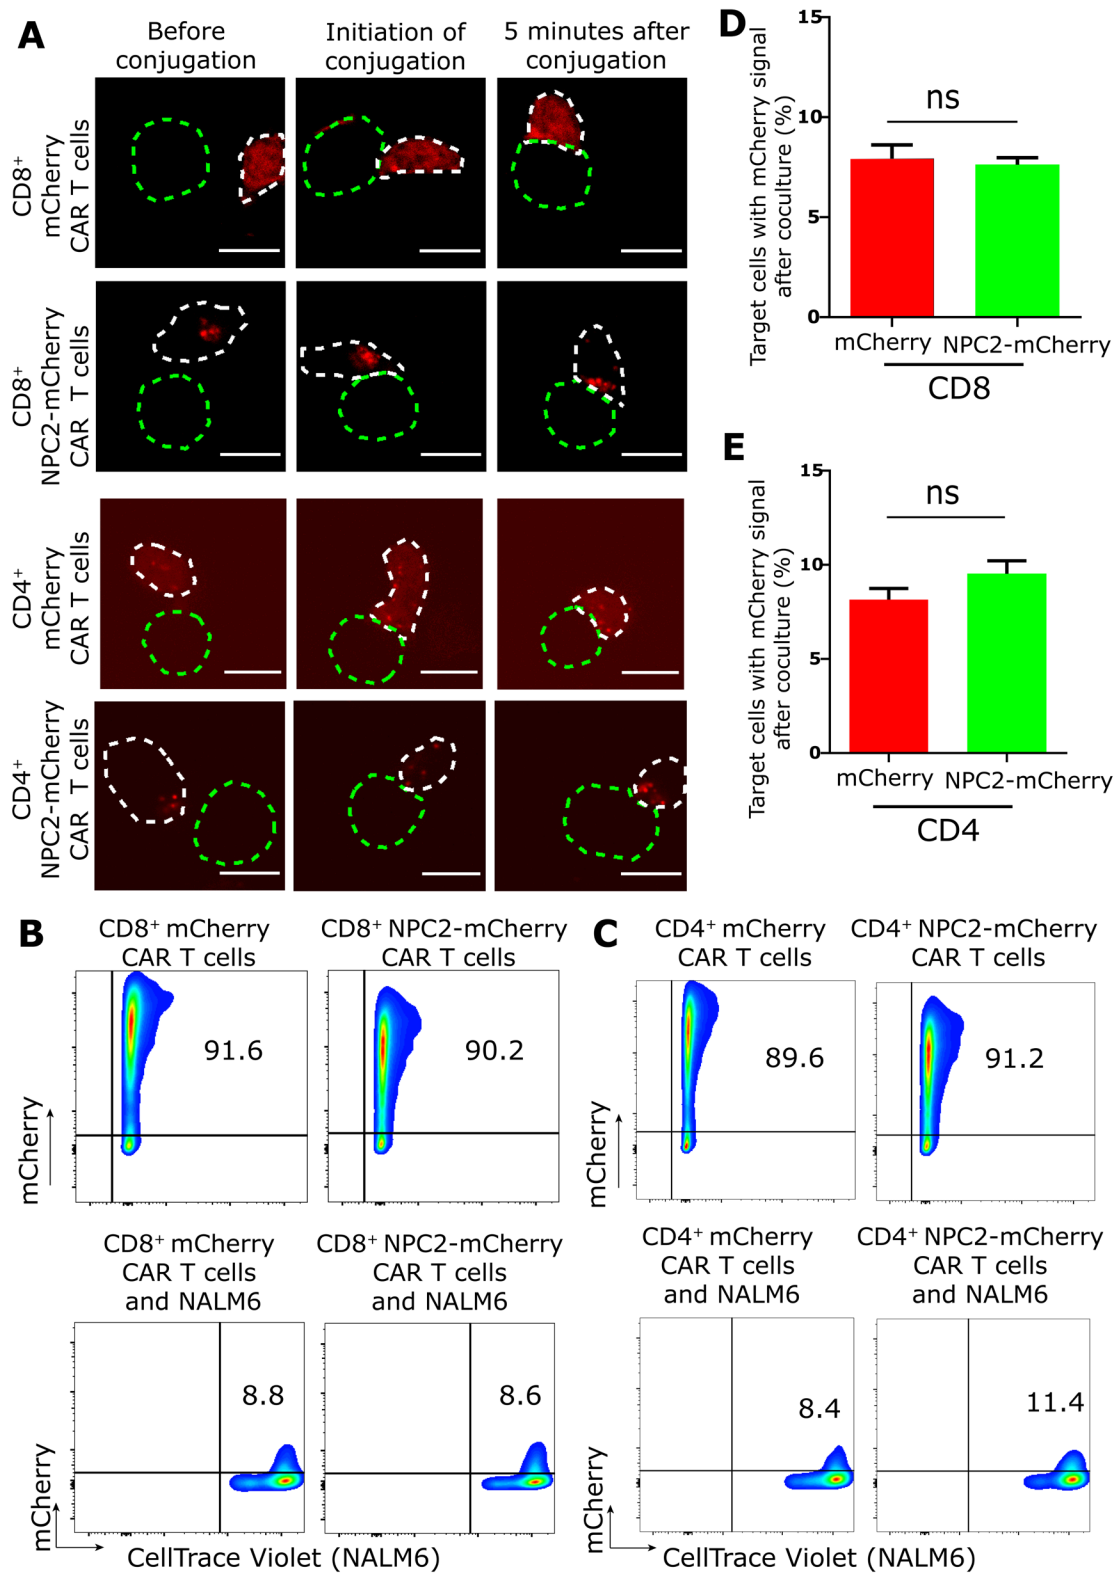 A
Before
conjugation
Initiation of
conjugation
5 minutes after
conjugation
CD8⁺
mCherry
CAR T cells
CD8⁺
NPC2-mCherry
CAR T cells
CD4⁺
mCherry
CAR T cells
CD4⁺
NPC2-mCherry
CAR T cells
D
Target cells with mCherry signal
after coculture (%)
15
10
5
0
ns
mCherry
NPC2-mCherry
CD8
E
Target cells with mCherry signal
after coculture (%)
15
10
5
0
ns
mCherry
NPC2-mCherry
CD4
B
CD8⁺ mCherry
CAR T cells
CD8⁺ NPC2-mCherry
CAR T cells
91.6
90.2
mCherry
CD8⁺ mCherry
CAR T cells
and NALM6
CD8⁺ NPC2-mCherry
CAR T cells
and NALM6
8.8
8.6
mCherry
CellTrace Violet (NALM6)
C
CD4⁺ mCherry
CAR T cells
CD4⁺ NPC2-mCherry
CAR T cells
89.6
91.2
mCherry
CD4⁺ mCherry
CAR T cells
and NALM6
CD4⁺ NPC2-mCherry
CAR T cells
and NALM6
8.4
11.4
mCherry
CellTrace Violet (NALM6)